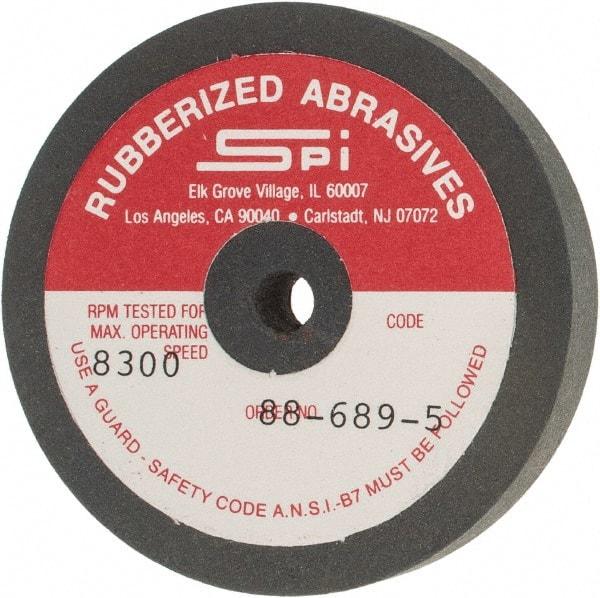 RUBBERIZED ABRASIVES
SPi
Elk Grove Village, IL 60007
Los Angeles, CA 90040 • Carlstadt, NJ 07072
RPM TESTED FOR
MAX. OPERATING
SPEED
8300
CODE
ORDER NO.
88-689-5
USE A GUARD - SAFETY CODE A.N.S.I.-B7 MUST BE FOLLOWED